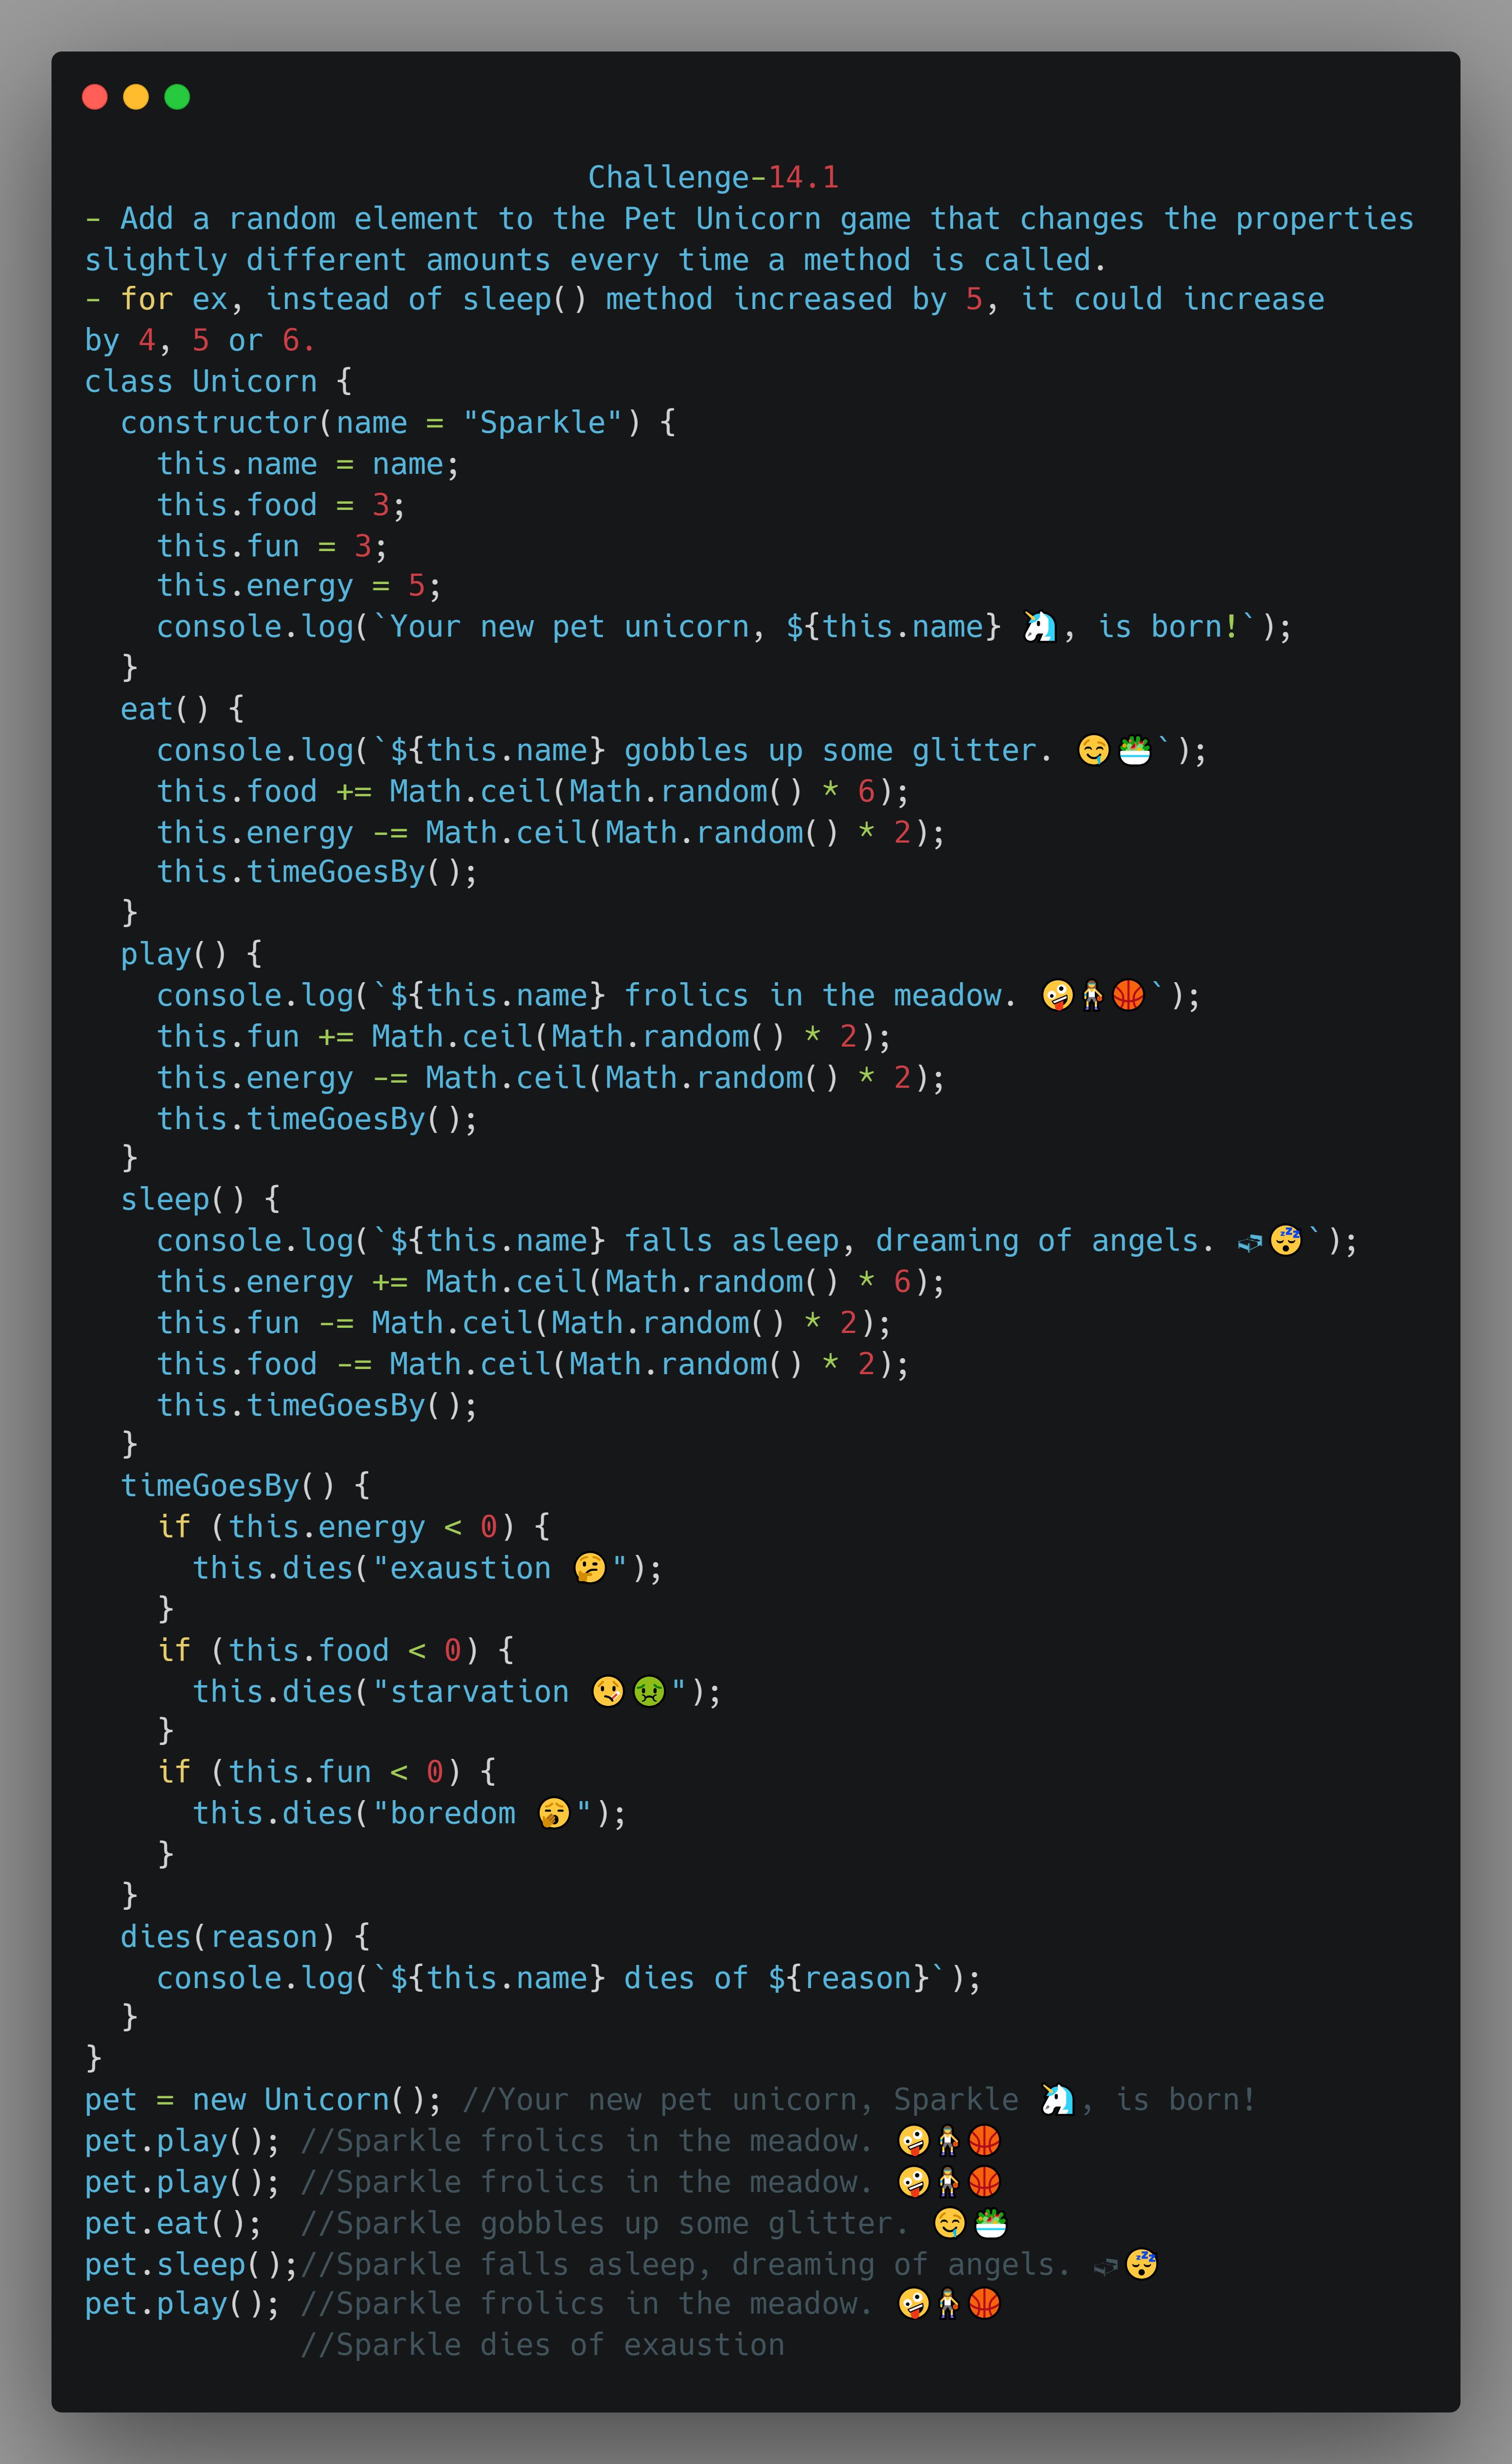 Challenge-14.1
- Add a random element to the Pet Unicorn game that changes the properties
slightly different amounts every time a method is called.
- for ex, instead of sleep() method increased by 5, it could increase
by 4, 5 or 6.
class Unicorn {
  constructor(name = "Sparkle") {
    this.name = name;
    this.food = 3;
    this.fun = 3;
    this.energy = 5;
    console.log(`Your new pet unicorn, ${this.name} 🦄, is born!`);
  }
  eat() {
    console.log(`${this.name} gobbles up some glitter. 🤤🥗`);
    this.food += Math.ceil(Math.random() * 6);
    this.energy -= Math.ceil(Math.random() * 2);
    this.timeGoesBy();
  }
  play() {
    console.log(`${this.name} frolics in the meadow. 🤪⛹🏀`);
    this.fun += Math.ceil(Math.random() * 2);
    this.energy -= Math.ceil(Math.random() * 2);
    this.timeGoesBy();
  }
  sleep() {
    console.log(`${this.name} falls asleep, dreaming of angels. 🛏😴`);
    this.energy += Math.ceil(Math.random() * 6);
    this.fun -= Math.ceil(Math.random() * 2);
    this.food -= Math.ceil(Math.random() * 2);
    this.timeGoesBy();
  }
  timeGoesBy() {
    if (this.energy < 0) {
      this.dies("exaustion 🤔");
    }
    if (this.food < 0) {
      this.dies("starvation 🤒🤢");
    }
    if (this.fun < 0) {
      this.dies("boredom 🥱");
    }
  }
  dies(reason) {
    console.log(`${this.name} dies of ${reason}`);
  }
}
pet = new Unicorn(); //Your new pet unicorn, Sparkle 🦄, is born!
pet.play(); //Sparkle frolics in the meadow. 🤪⛹🏀
pet.play(); //Sparkle frolics in the meadow. 🤪⛹🏀
pet.eat();  //Sparkle gobbles up some glitter. 🤤🥗
pet.sleep();//Sparkle falls asleep, dreaming of angels. 🛏😴
pet.play(); //Sparkle frolics in the meadow. 🤪⛹🏀
            //Sparkle dies of exaustion